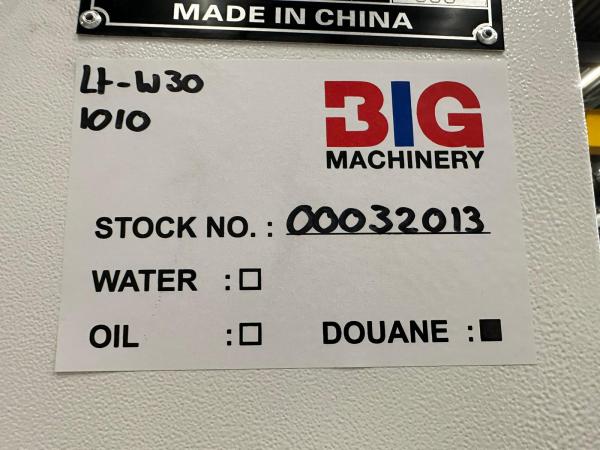 MADE IN CHINA
Lt-W30
1010
BIG
MACHINERY
STOCK NO. : 00032013
WATER :☐
OIL :☐ DOUANE :■